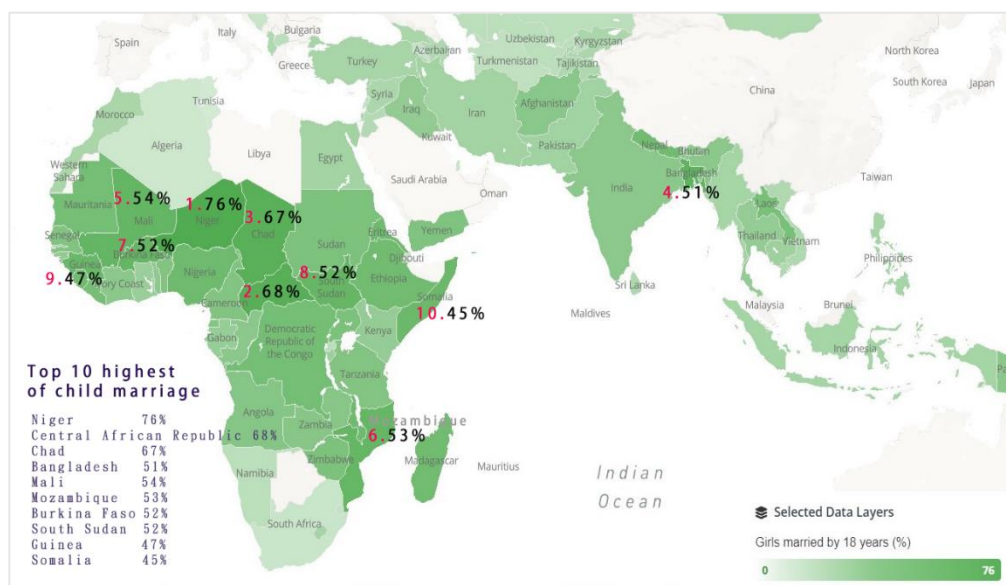 Spain
Italy
Bulgaria
Greece
Turkey
Azerbaijan
Uzbekistan
Kyrgyzstan
Turkmenistan
Tajikistan
North Korea
South Korea
Japan
China
Tunisia
Morocco
Syria
Iraq
Iran
Afghanistan
Kuwait
Pakistan
Nepal
Bhutan
Algeria
Libya
Egypt
Western
Sahara
Saudi Arabia
Oman
India
Bangladesh
4.51%
Taiwan
Mauritania
5.54%
Mali
1.76%
Niger
3.67%
Chad
Sudan
Eritrea
Yemen
Laos
Thailand
Vietnam
Philippines
Senegal
7.52%
Burkina Faso
Guinea
9.47%
Ivory Coast
Nigeria
8.52%
South
Sudan
Djibouti
Ethiopia
Somalia
10.45%
2.68%
Cameroon
Sri Lanka
Maldives
Malaysia
Brunei
Indonesia
Gabon
Democratic
Republic of
the Congo
Kenya
Tanzania
Top 10 highest
of child marriage
Niger 76%
Central African Republic 68%
Chad 67%
Bangladesh 51%
Mali 54%
Mozambique 53%
Burkina Faso 52%
South Sudan 52%
Guinea 47%
Somalia 45%
Angola
Zambia
Mozambique
6.53%
Zimbabwe
Madagascar
Mauritius
Namibia
South Africa
Indian
Ocean
Selected Data Layers
Girls married by 18 years (%)
0
76